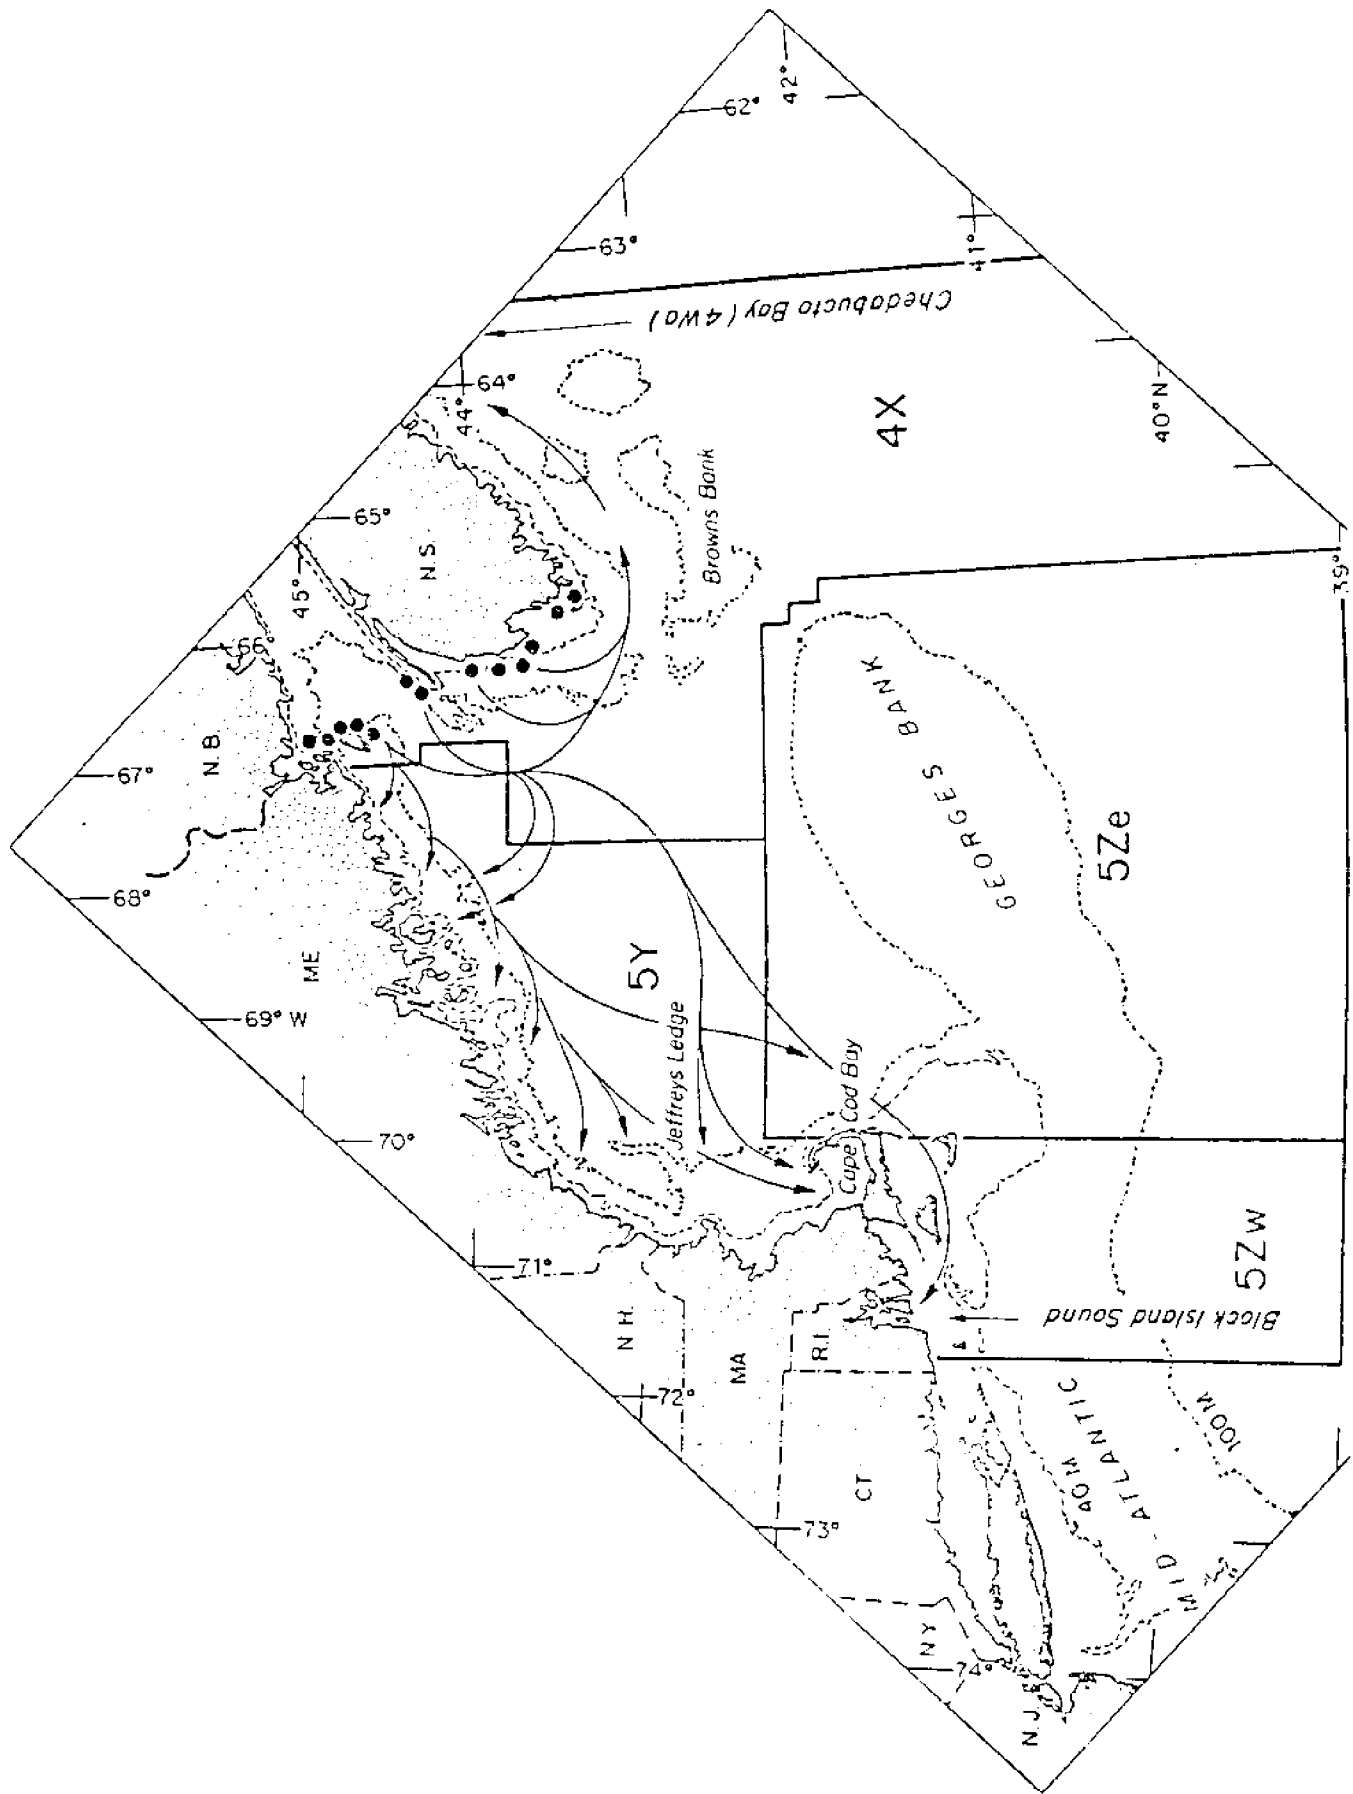 62°
42°
63°
41°
Chedabucto Bay (4Wa)
64°
44°
4X
40°N
65°
N.S.
Browns Bank
45°
66°
39°
N.B.
67°
GEORGES BANK
5Ze
68°
ME
5Y
69° W
Jeffreys Ledge
Cape Cod Bay
70°
71°
5Zw
N.H.
Block Island Sound
MA
R.I.
72°
MID-ATLANTIC
100M
40M
CT
73°
NY
74°
N.J.